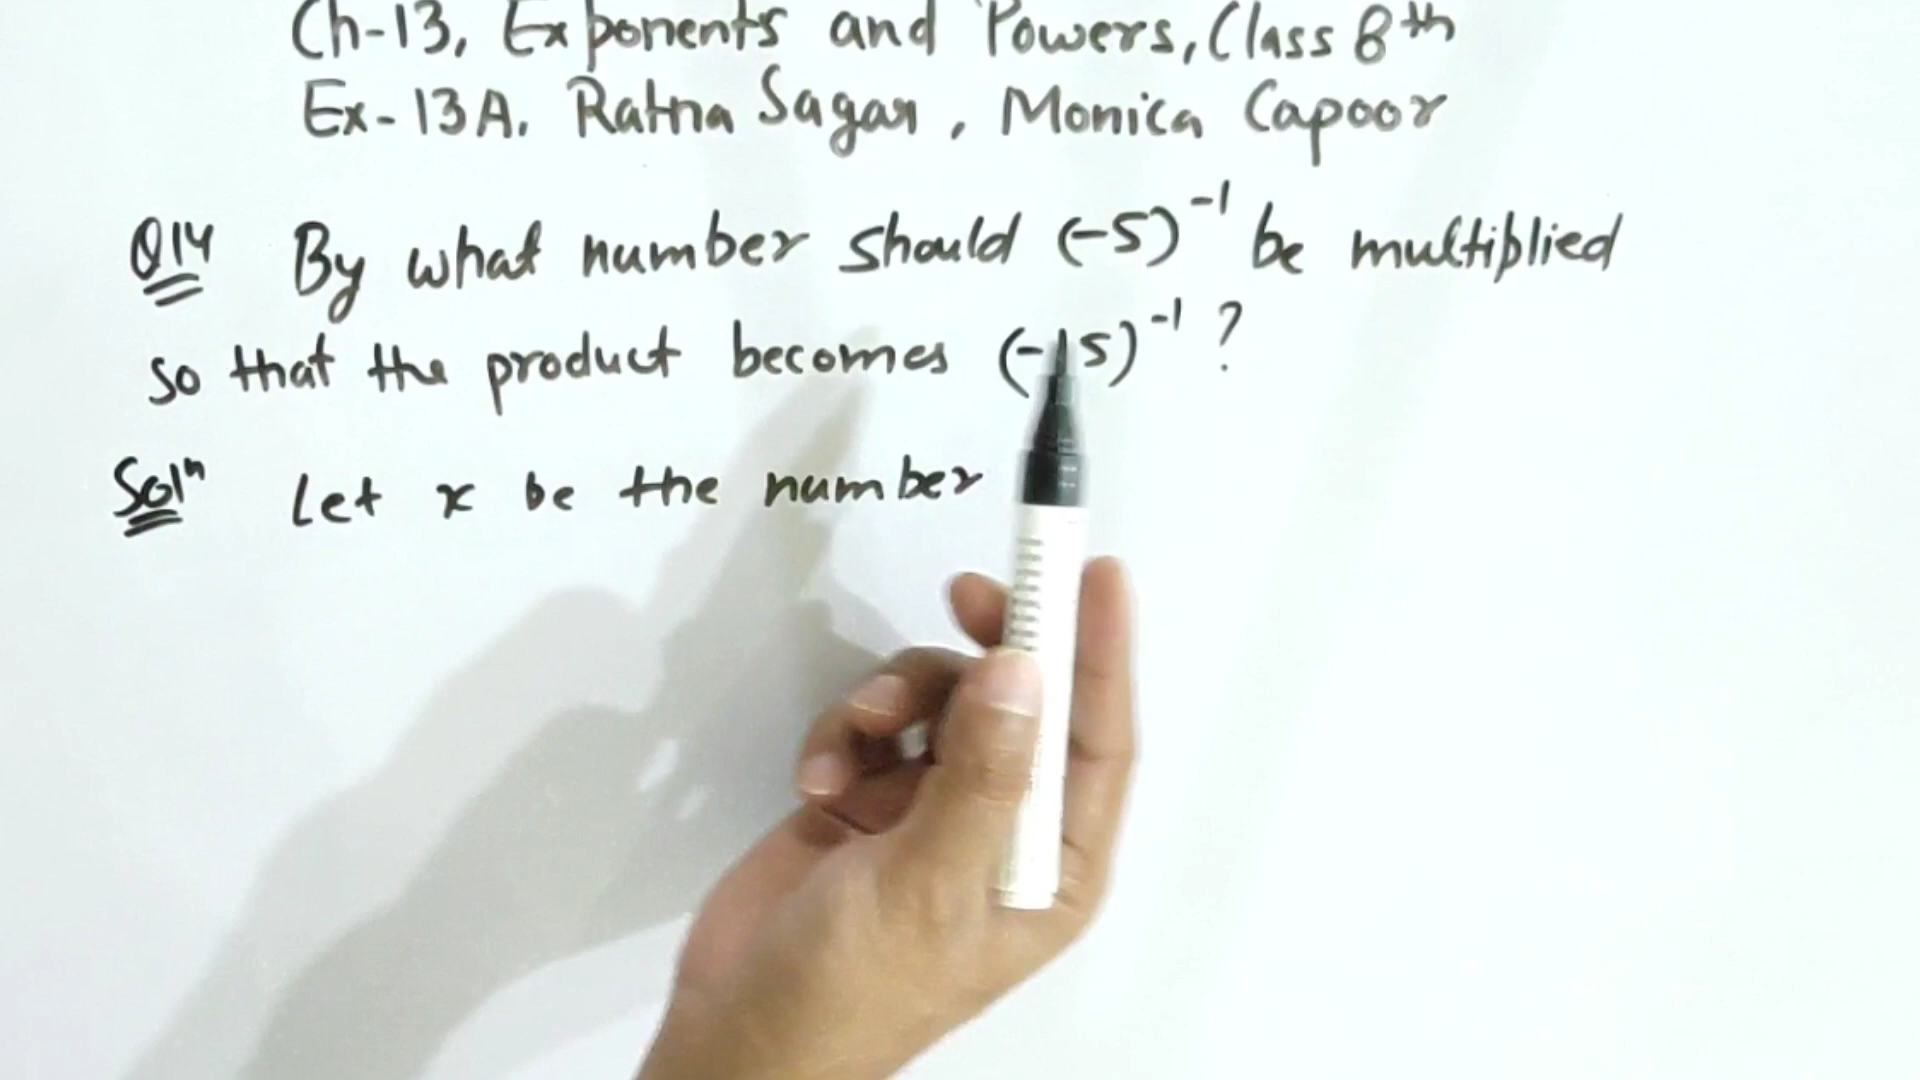 Ch-13, Exponents and Powers, Class 8th
Ex-13A. Ratna Sagar, Monica Capoor
Q14 By what number should (-5)⁻¹ be multiplied
so that the product becomes (-15)⁻¹ ?
Solⁿ Let x be the number